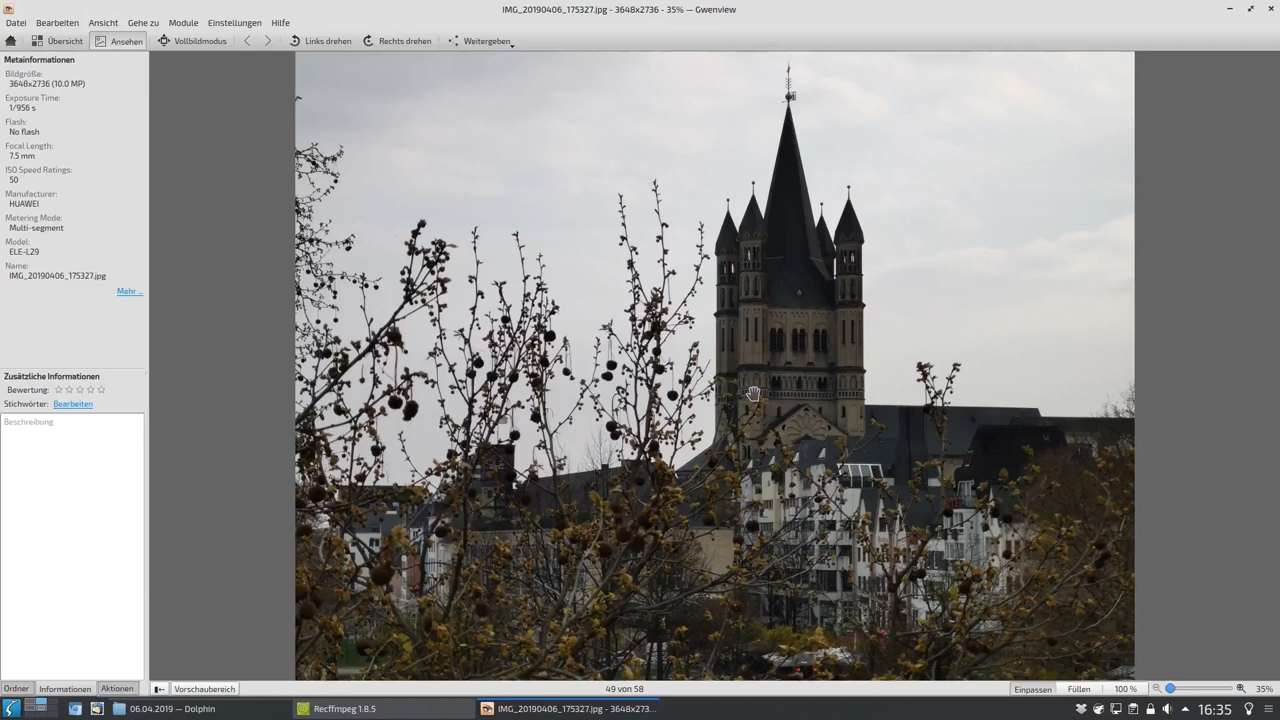 IMG_20190406_175327.jpg - 3648x2736 - 35% — Gwenview
Datei Bearbeiten Ansicht Gehe zu Module Einstellungen Hilfe
Übersicht Ansehen Vollbildmodus Links drehen Rechts drehen Weitergeben
Metainformationen
Bildgröße:
3648x2736 (10.0 MP)
Exposure Time:
1/956 s
Flash:
No flash
Focal Length:
7.5 mm
ISO Speed Ratings:
50
Manufacturer:
HUAWEI
Metering Mode:
Multi-segment
Model:
ELE-L29
Name:
IMG_20190406_175327.jpg
Mehr ...
Zusätzliche Informationen
Bewertung:
Stichwörter: Bearbeiten
Beschreibung
Ordner Informationen Aktionen Vorschaubereich 49 von 58 Einpassen Füllen 100 % 35%
06.04.2019 — Dolphin Recffmpeg 1.8.5 IMG_20190406_175327.jpg - 3648x273... 16:35